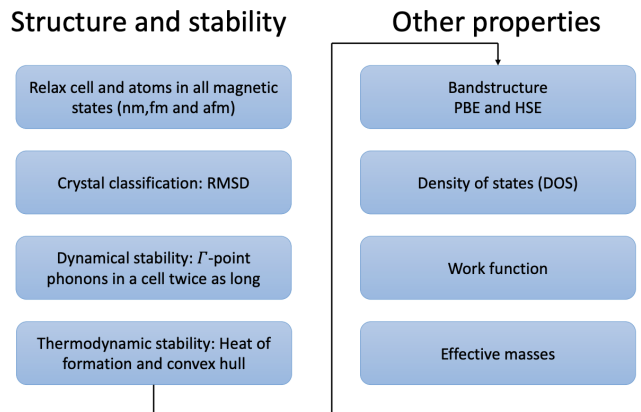 Structure and stability
Relax cell and atoms in all magnetic
states (nm,fm and afm)
Crystal classification: RMSD
Dynamical stability: Γ-point
phonons in a cell twice as long
Thermodynamic stability: Heat of
formation and convex hull
Other properties
Bandstructure
PBE and HSE
Density of states (DOS)
Work function
Effective masses